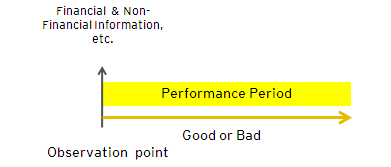 Financial & Non-
Financial Information,
etc.
Performance Period
Good or Bad
Observation point